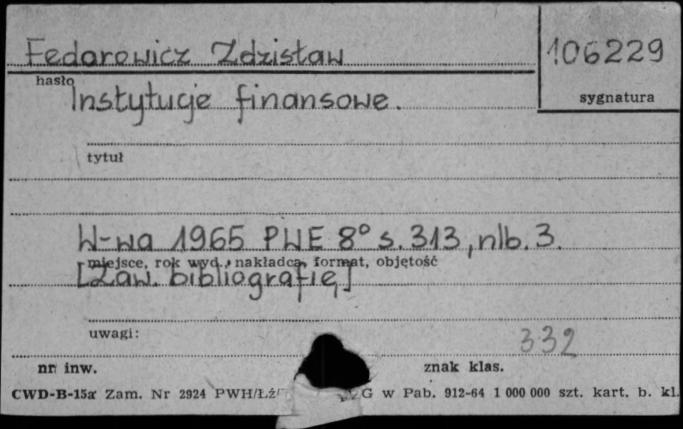 Fedorowicz Zdzisław
106229
hasło
sygnatura
Instytucje finansowe.
tytuł
W-wa 1965 PWE 8° s. 313, nlb. 3.
miejsce, rok wyd., nakładca, format, objętość
[Zaw. bibliografię]
uwagi:
332
nr inw.
znak klas.
CWD-B-15a Zam. Nr 2924 PWH/Łż G w Pab. 912-64 1 000 000 szt. kart. b. kl.